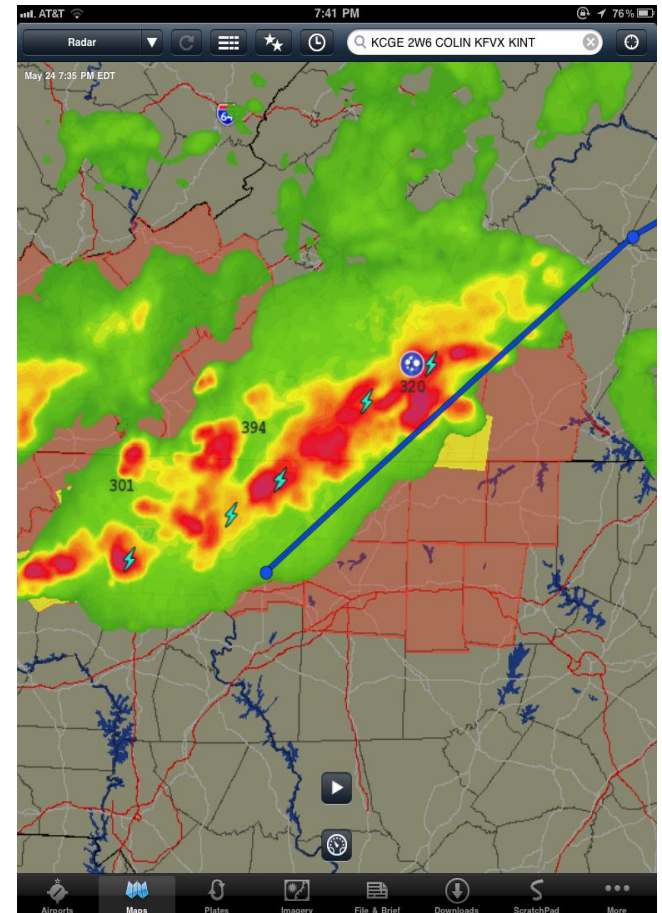 AT&T
7:41 PM
76%
Radar
KCGE 2W6 COLIN KFVX KINT
May 24 7:35 PM EDT
320
394
301
Airports
Maps
Plates
Imagery
File & Brief
Downloads
ScratchPad
More